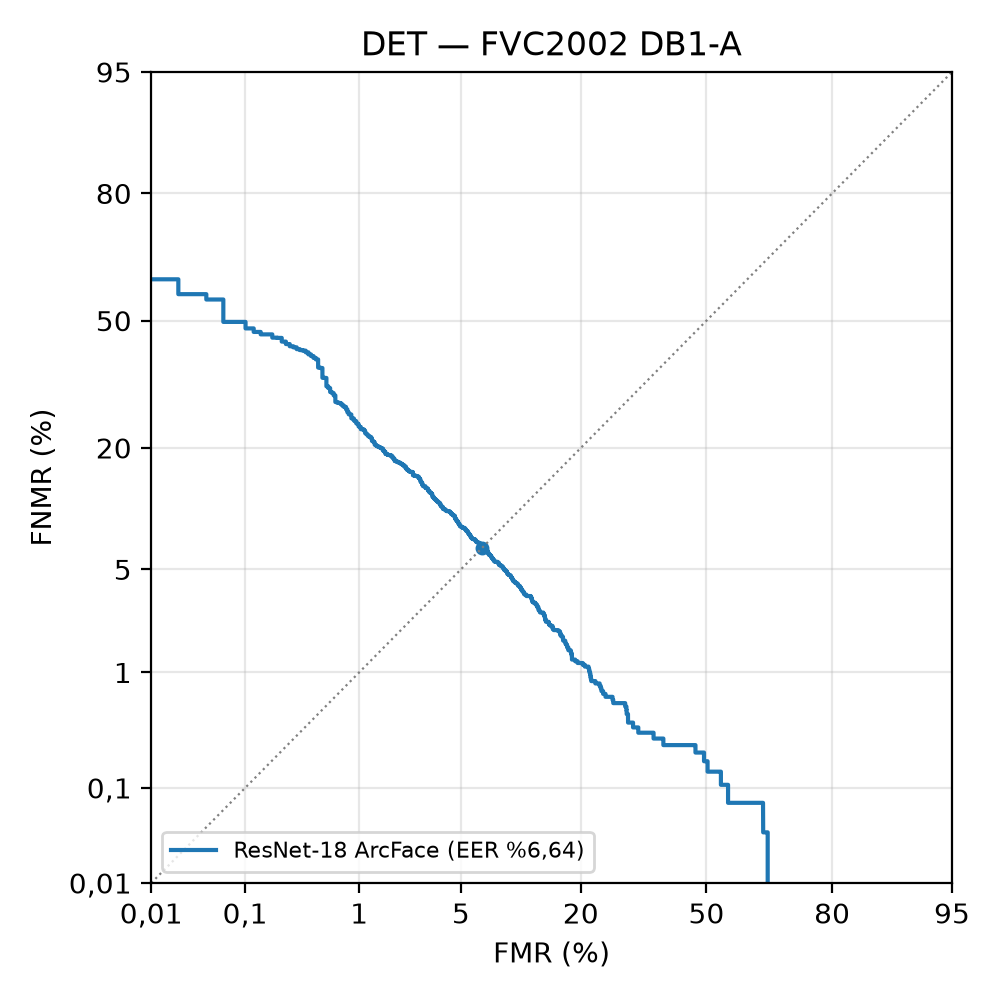 DET — FVC2002 DB1-A
FNMR (%)
95
80
50
20
5
1
0,1
0,01
ResNet-18 ArcFace (EER %6,64)
0,01 0,1 1 5 20 50 80 95
FMR (%)